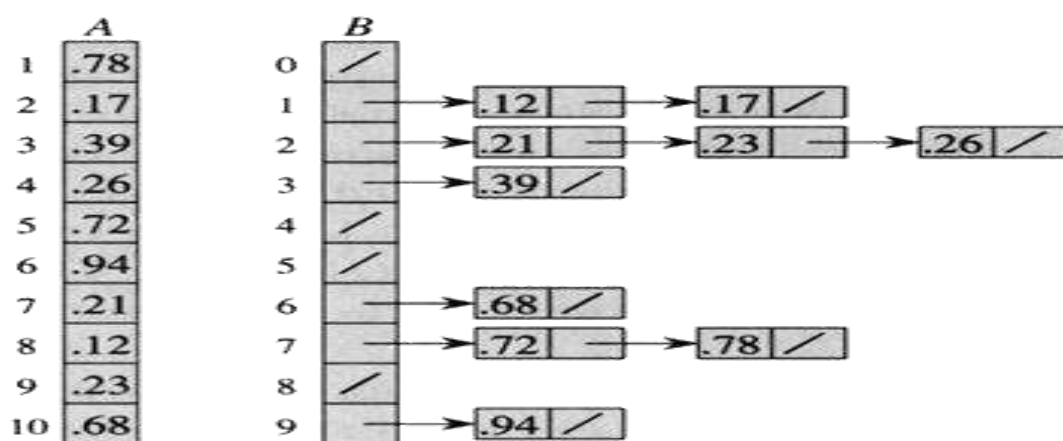 A B
1 .78 0
2 .17 1 .12 .17
3 .39 2 .21 .23 .26
4 .26 3 .39
5 .72 4
6 .94 5
7 .21 6 .68
8 .12 7 .72 .78
9 .23 8
10 .68 9 .94